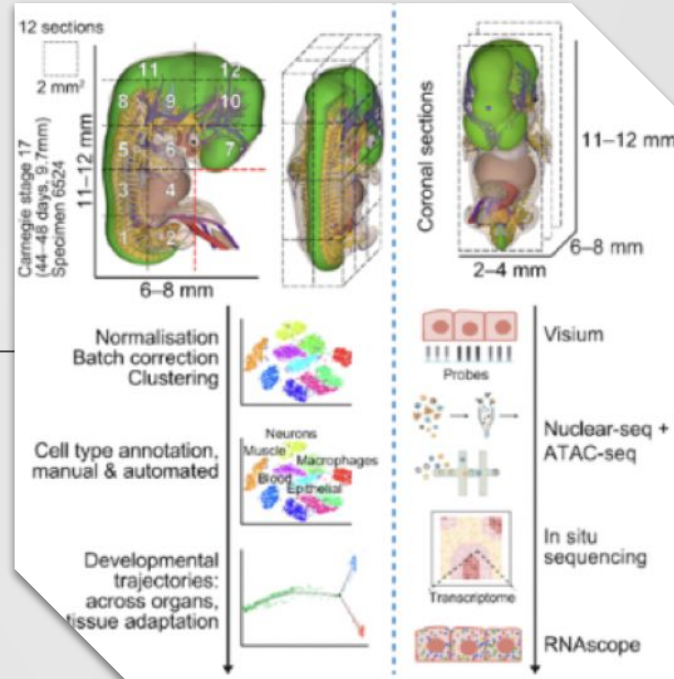 12 sections
2 mm²
Carnegie stage 17
(44–48 days, 9.7mm)
Specimen 6524
11–12 mm
11
12
8
9
10
5
6
7
3
4
1
2
6–8 mm
Coronal sections
11–12 mm
6–8 mm
2–4 mm
Normalisation
Batch correction
Clustering
Cell type annotation,
manual & automated
Neurons
Muscle
Macrophages
Blood
Epithelial
Developmental
trajectories:
across organs,
tissue adaptation
Probes
Visium
Nuclear-seq +
ATAC-seq
In situ
sequencing
Transcriptome
RNAscope